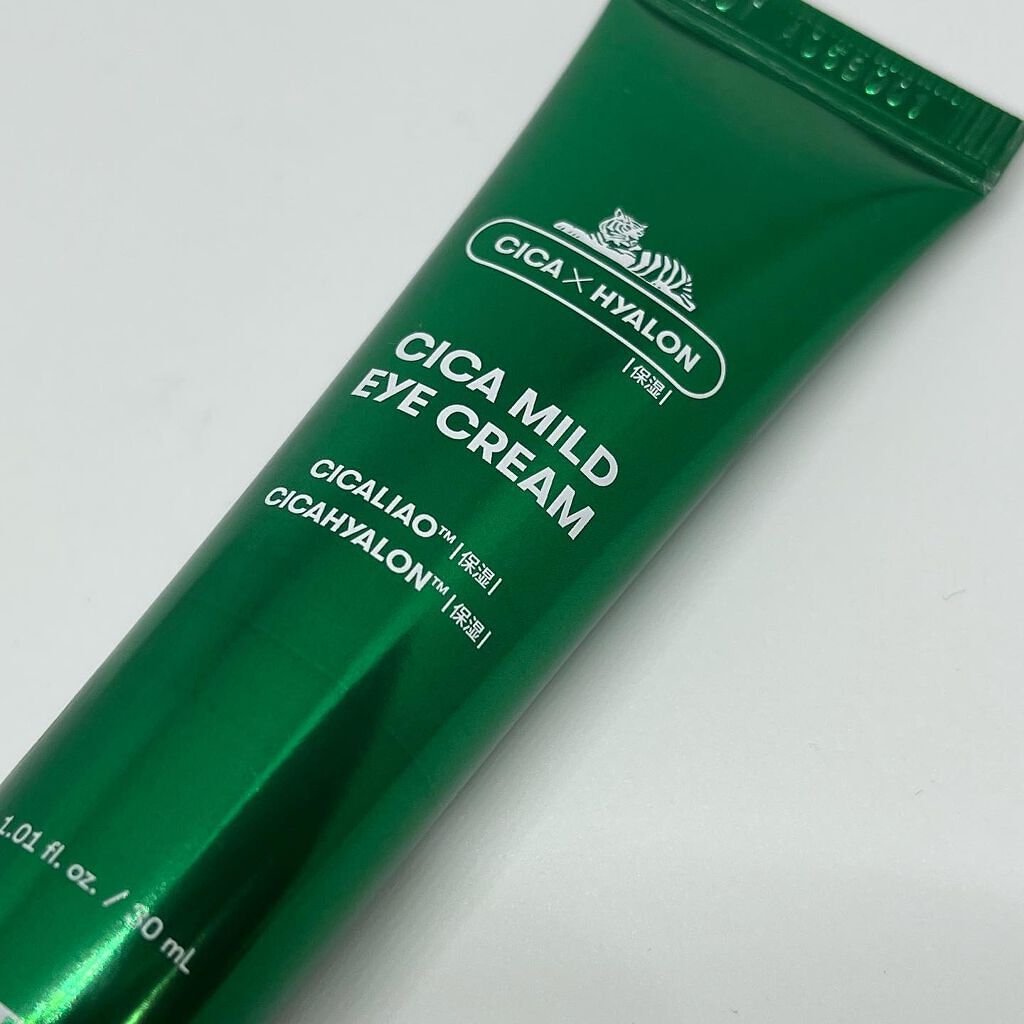 CICA × HYALON
|保湿|
CICA MILD
EYE CREAM
CICALIAO™ |保湿|
CICAHYALON™ |保湿|
1.01 fl. oz. / 30 mL